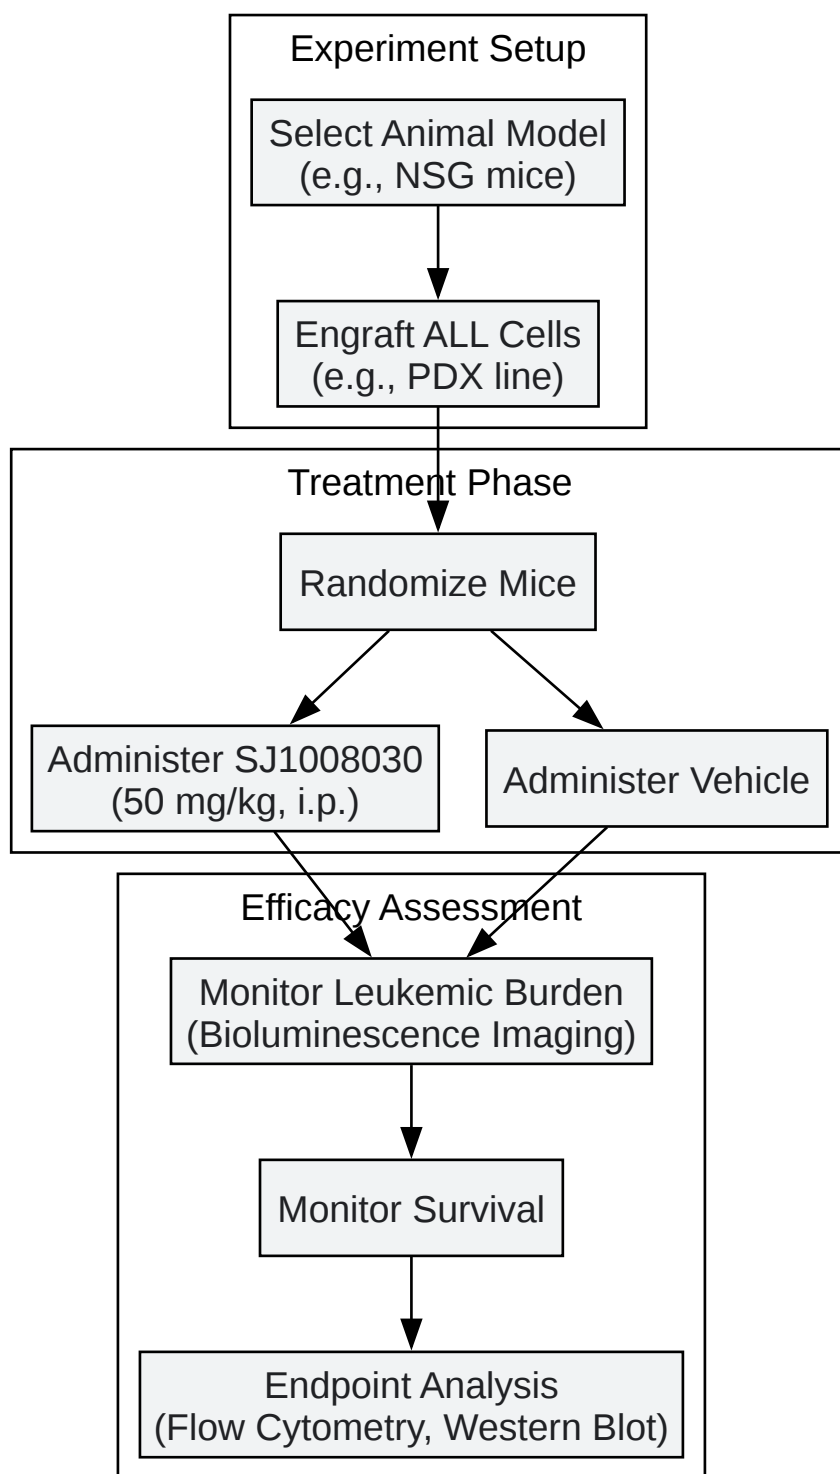 Experiment Setup
Select Animal Model
(e.g., NSG mice)
Engraft ALL Cells
(e.g., PDX line)
Treatment Phase
Randomize Mice
Administer SJ1008030
(50 mg/kg, i.p.)
Administer Vehicle
Efficacy Assessment
Monitor Leukemic Burden
(Bioluminescence Imaging)
Monitor Survival
Endpoint Analysis
(Flow Cytometry, Western Blot)